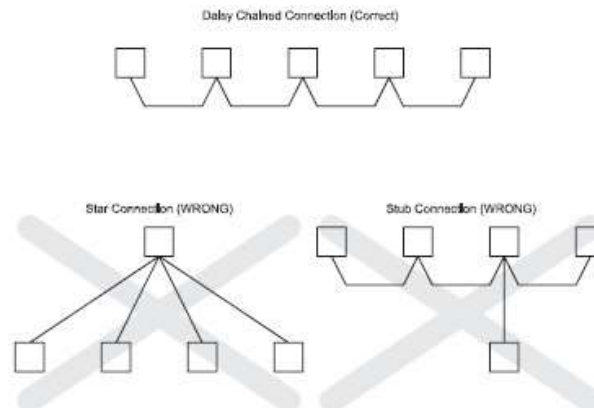 Daisy Chained Connection (Correct)
Star Connection (WRONG)
Stub Connection (WRONG)